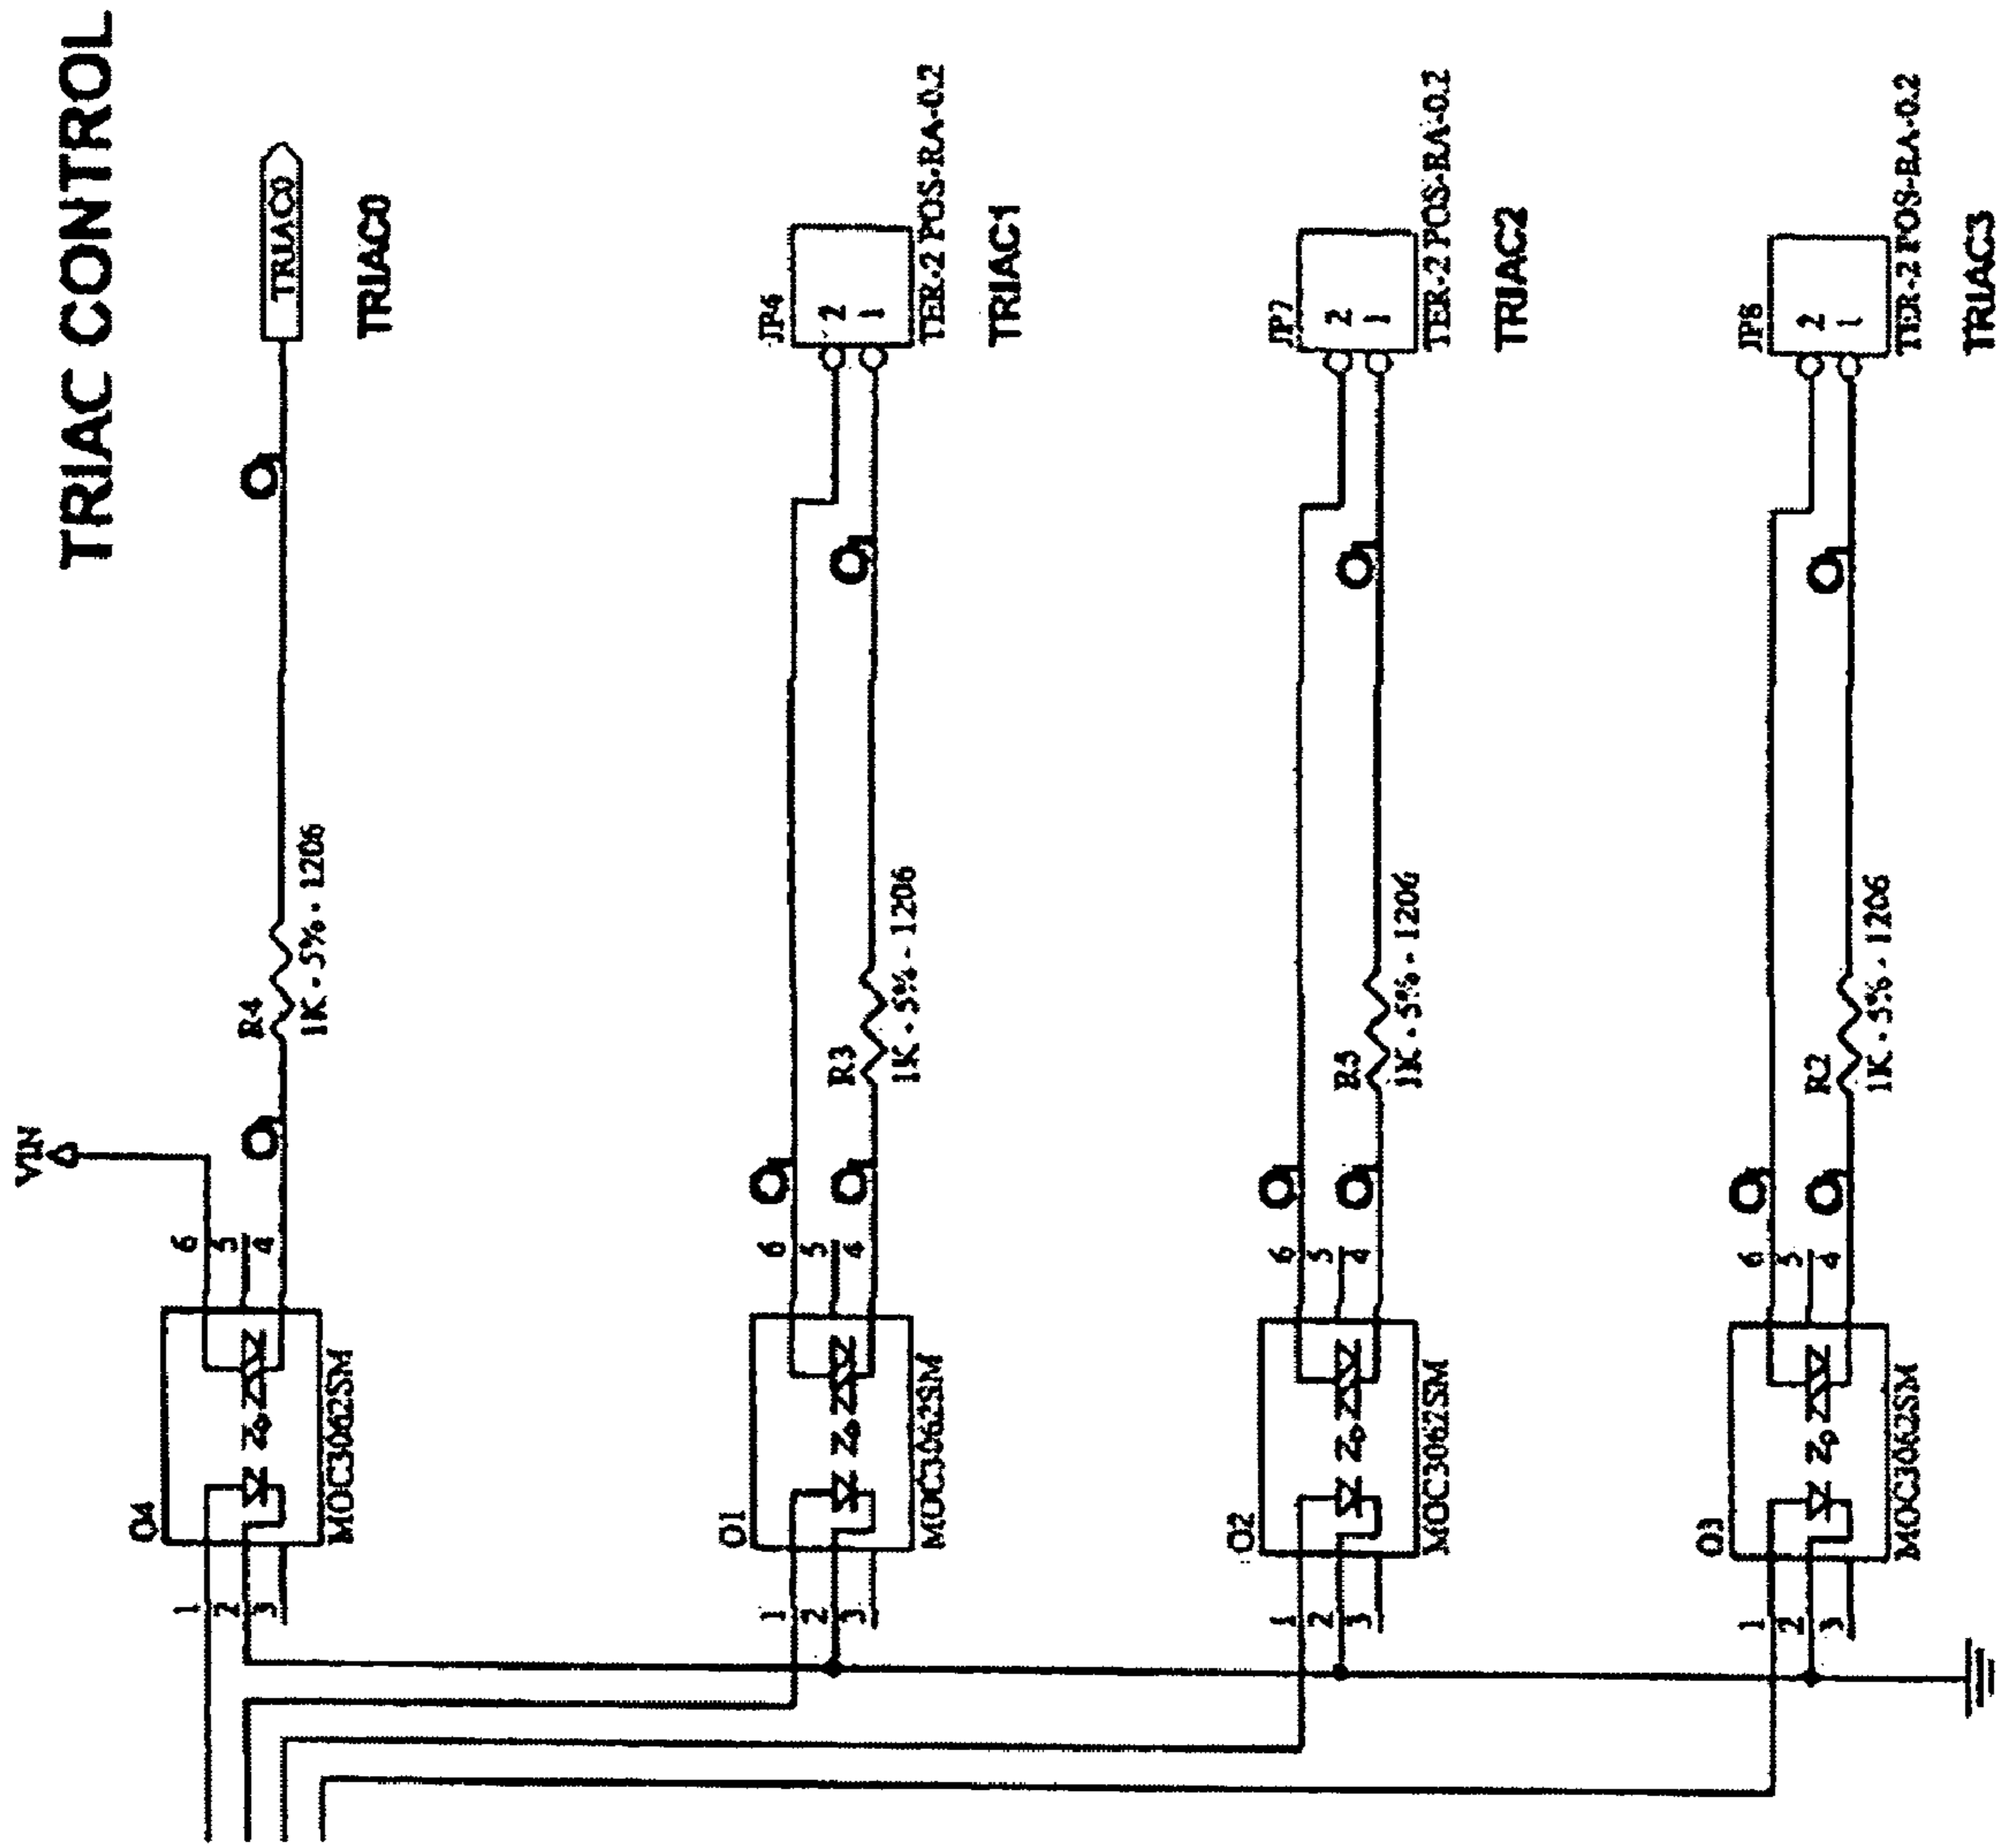 TRIAC CONTROL
VIN
O4
MOC3062SM
1
2
3
6
5
4
R4
1K - 5% - 1206
TRIAC0
TRIAC0
O1
MOC3062SM
1
2
3
6
5
4
R3
1K - 5% - 1206
JP6
2
1
TER-2 POS-RA-0.2
TRIAC1
O2
MOC3062SM
1
2
3
6
5
4
R5
1K - 5% - 1206
JP7
2
1
TER-2 POS-RA-0.2
TRIAC2
O3
MOC3062SM
1
2
3
6
5
4
R2
1K - 5% - 1206
JP8
2
1
TER-2 POS-RA-0.2
TRIAC3